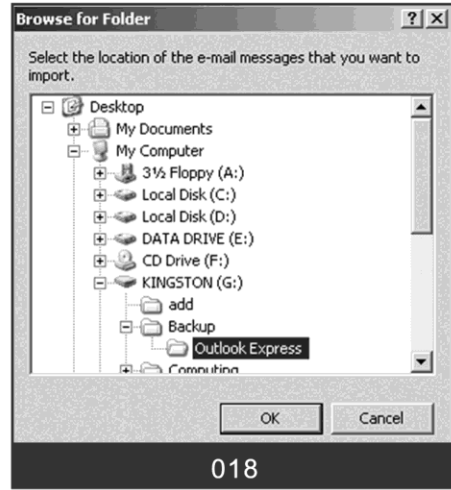 Browse for Folder
Select the location of the e-mail messages that you want to
import.
Desktop
My Documents
My Computer
3½ Floppy (A:)
Local Disk (C:)
Local Disk (D:)
DATA DRIVE (E:)
CD Drive (F:)
KINGSTON (G:)
add
Backup
Outlook Express
Computing
OK Cancel
018